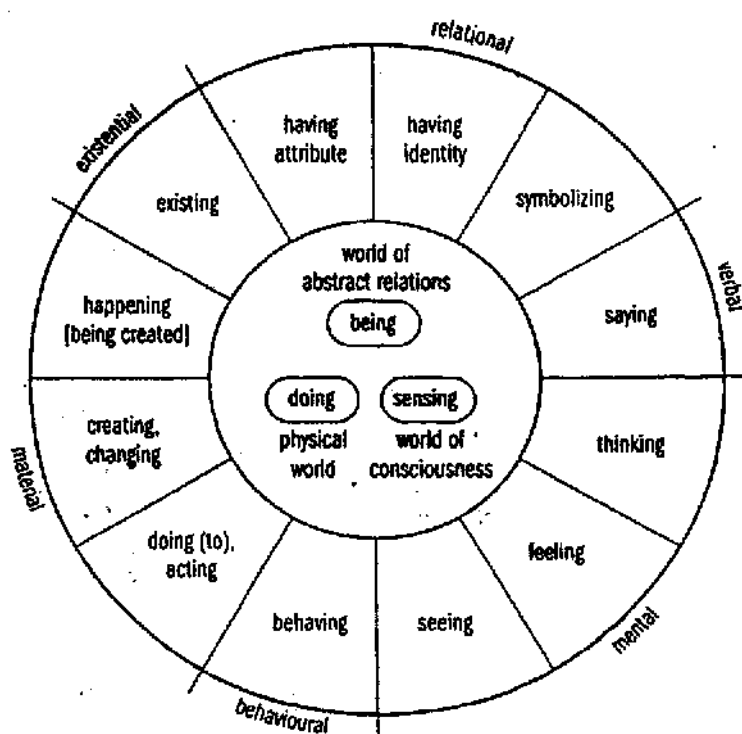 relational
existential
having
attribute
having
identity
existing
symbolizing
verbal
world of
abstract relations
being
happening
[being created]
saying
doing
sensing
creating,
changing
physical
world
world of
consciousness
thinking
material
doing (to),
acting
feeling
behaving
seeing
mental
behavioural